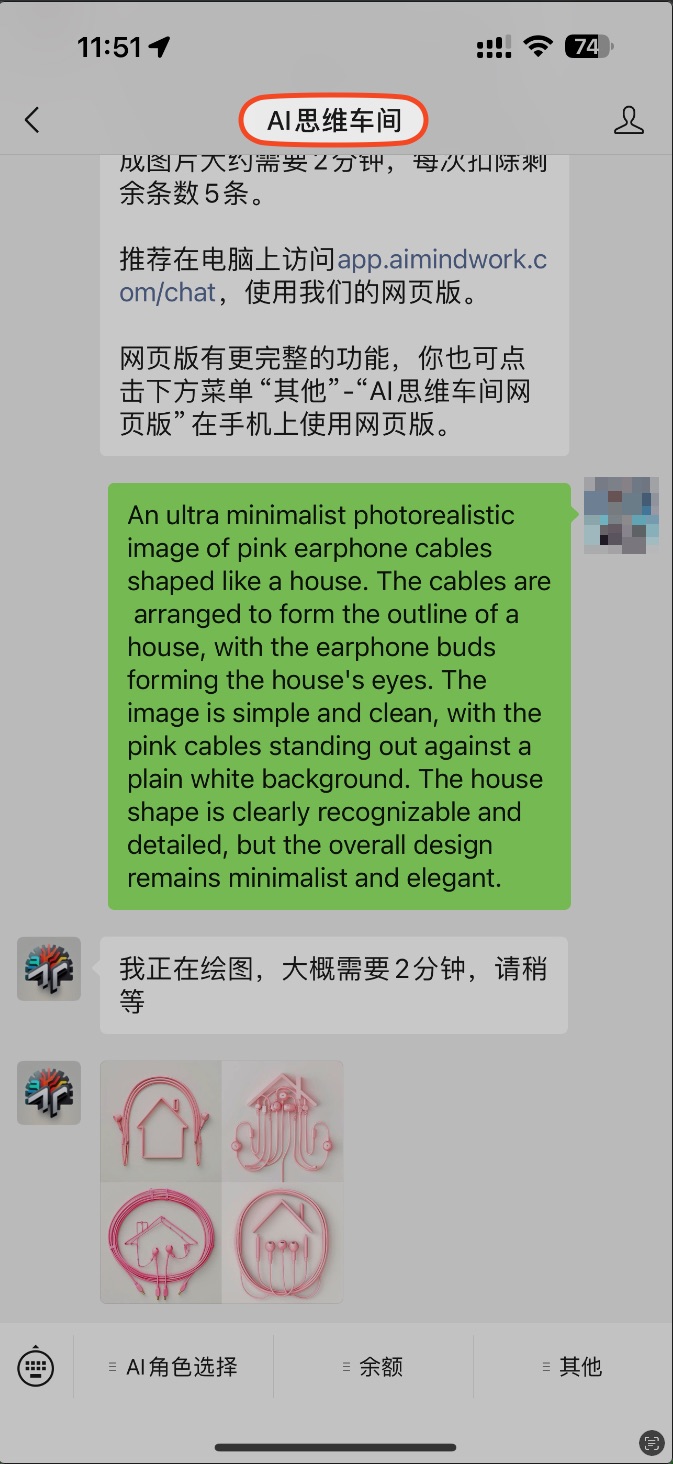 11:51
74
AI思维车间
成图片大约需要2分钟，每次扣除剩
余条数5条。
推荐在电脑上访问app.aimindwork.c
om/chat，使用我们的网页版。
网页版有更完整的功能，你也可点
击下方菜单“其他”-“AI思维车间网
页版”在手机上使用网页版。
An ultra minimalist photorealistic
image of pink earphone cables
shaped like a house. The cables are
arranged to form the outline of a
house, with the earphone buds
forming the house's eyes. The
image is simple and clean, with the
pink cables standing out against a
plain white background. The house
shape is clearly recognizable and
detailed, but the overall design
remains minimalist and elegant.
我正在绘图，大概需要2分钟，请稍
等
AI角色选择
余额
其他